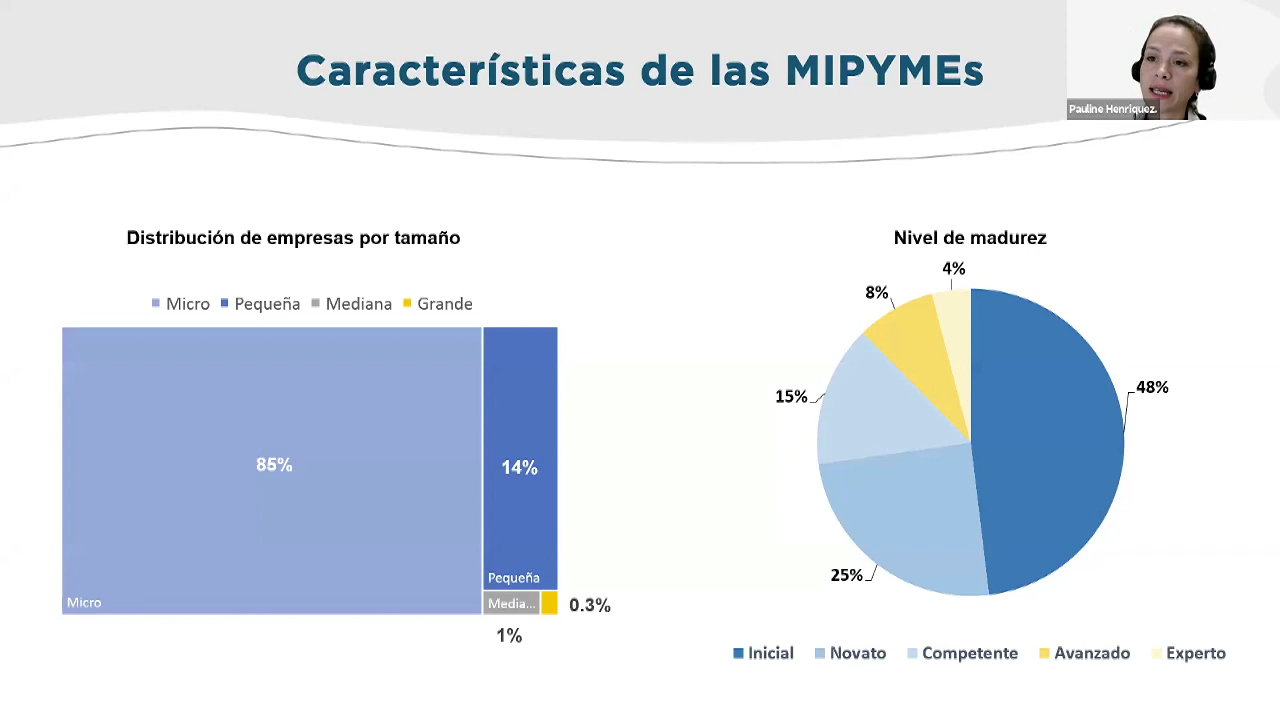 Características de las MIPYMEs
Pauline Henriquez.
Distribución de empresas por tamaño
Micro Pequeña Mediana Grande
85%
14%
Micro
Pequeña
Media...
0.3%
1%
Nivel de madurez
4%
8%
48%
15%
25%
Inicial Novato Competente Avanzado Experto